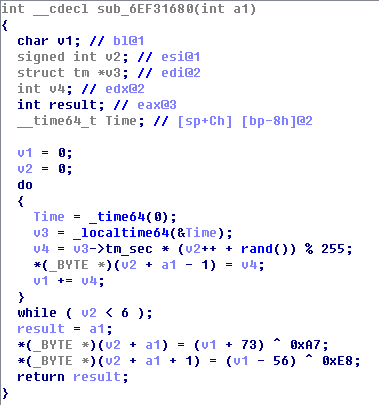 int __cdecl sub_6EF31680(int a1)
{
char v1; // bl@1
signed int v2; // esi@1
struct tm *v3; // edi@2
int v4; // edx@2
int result; // eax@3
__time64_t Time; // [sp+Ch] [bp-8h]@2
v1 = 0;
v2 = 0;
do
{
Time = _time64(0);
v3 = _localtime64(&Time);
v4 = v3->tm_sec * (v2++ + rand()) % 255;
*(_BYTE *)(v2 + a1 - 1) = v4;
v1 += v4;
}
while ( v2 < 6 );
result = a1;
*(_BYTE *)(v2 + a1) = (v1 + 73) ^ 0xA7;
*(_BYTE *)(v2 + a1 + 1) = (v1 - 56) ^ 0xE8;
return result;
}